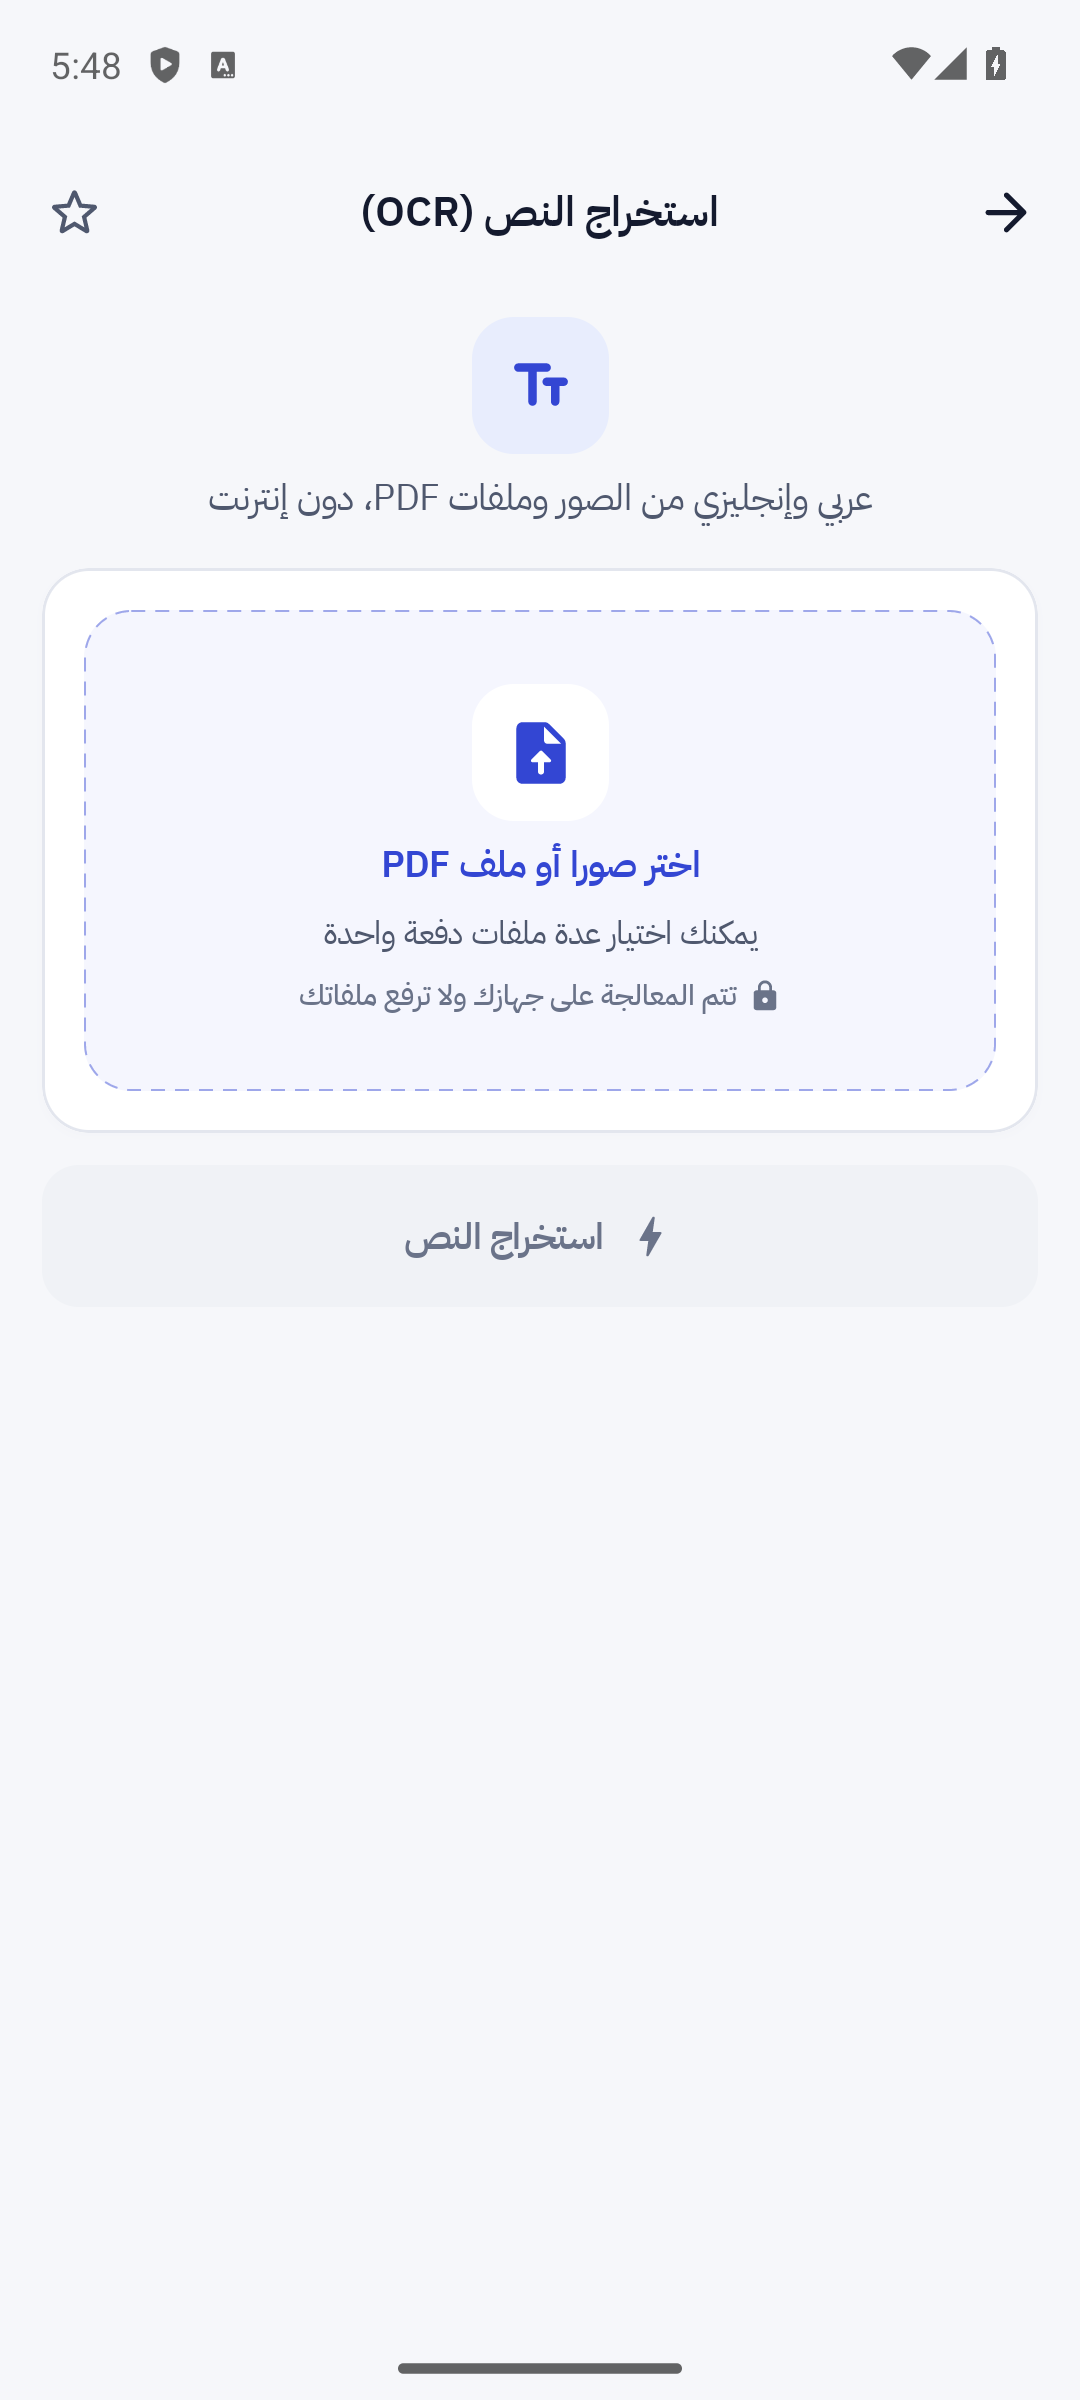 5:48
استخراج النص (OCR)
عربي وإنجليزي من الصور وملفات PDF، دون إنترنت
اختر صورا أو ملف PDF
يمكنك اختيار عدة ملفات دفعة واحدة
تتم المعالجة على جهازك ولا ترفع ملفاتك
استخراج النص